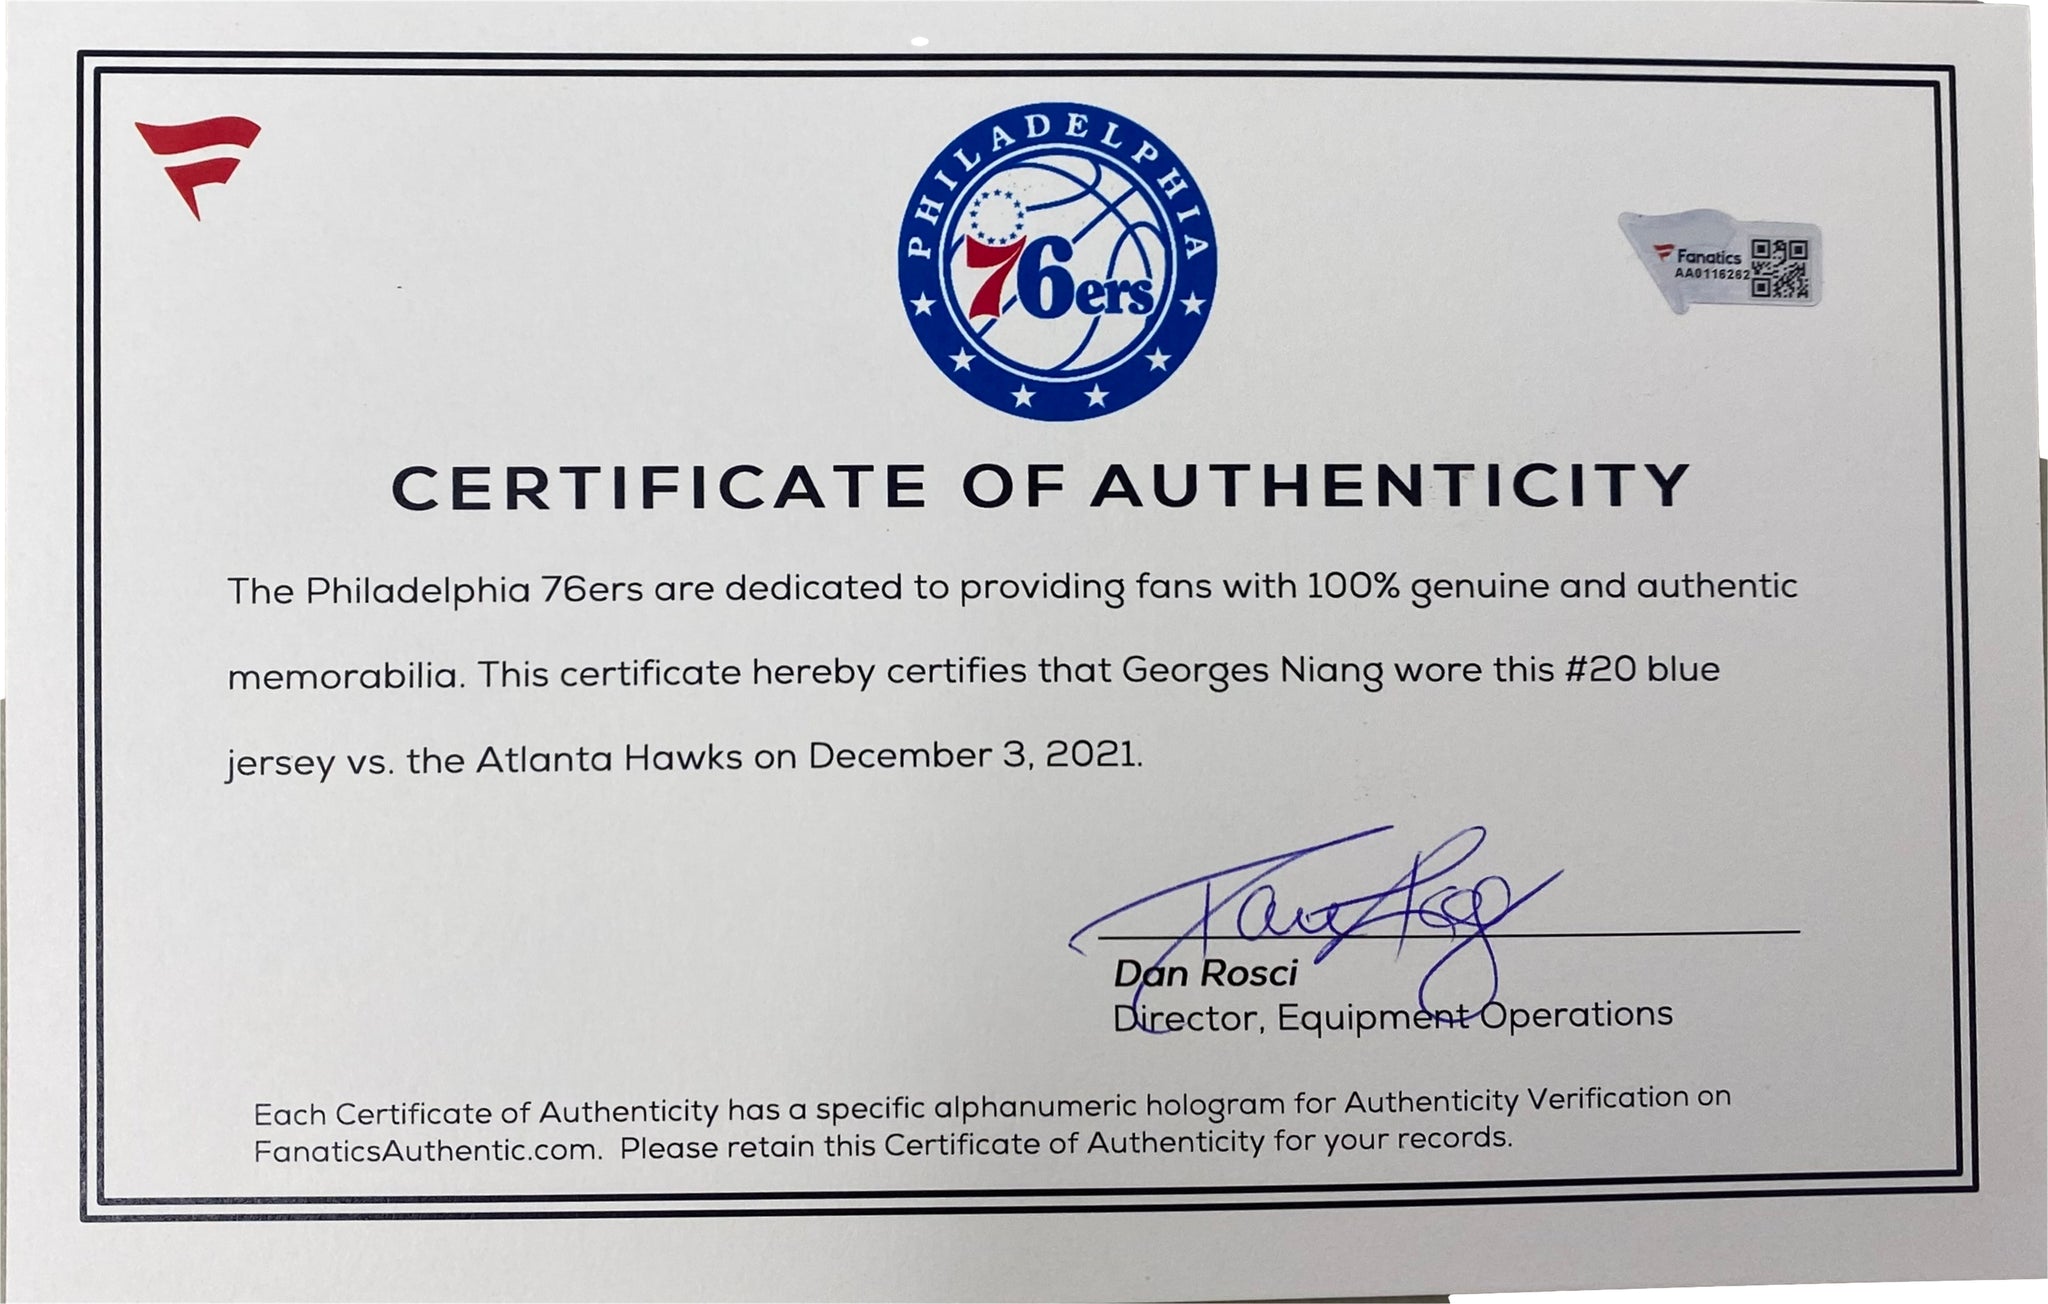 PHILADELPHIA
76ers
Fanatics
AA0116262
CERTIFICATE OF AUTHENTICITY
The Philadelphia 76ers are dedicated to providing fans with 100% genuine and authentic
memorabilia. This certificate hereby certifies that Georges Niang wore this #20 blue
jersey vs. the Atlanta Hawks on December 3, 2021.
Dan Rosci
Director, Equipment Operations
Each Certificate of Authenticity has a specific alphanumeric hologram for Authenticity Verification on
FanaticsAuthentic.com. Please retain this Certificate of Authenticity for your records.